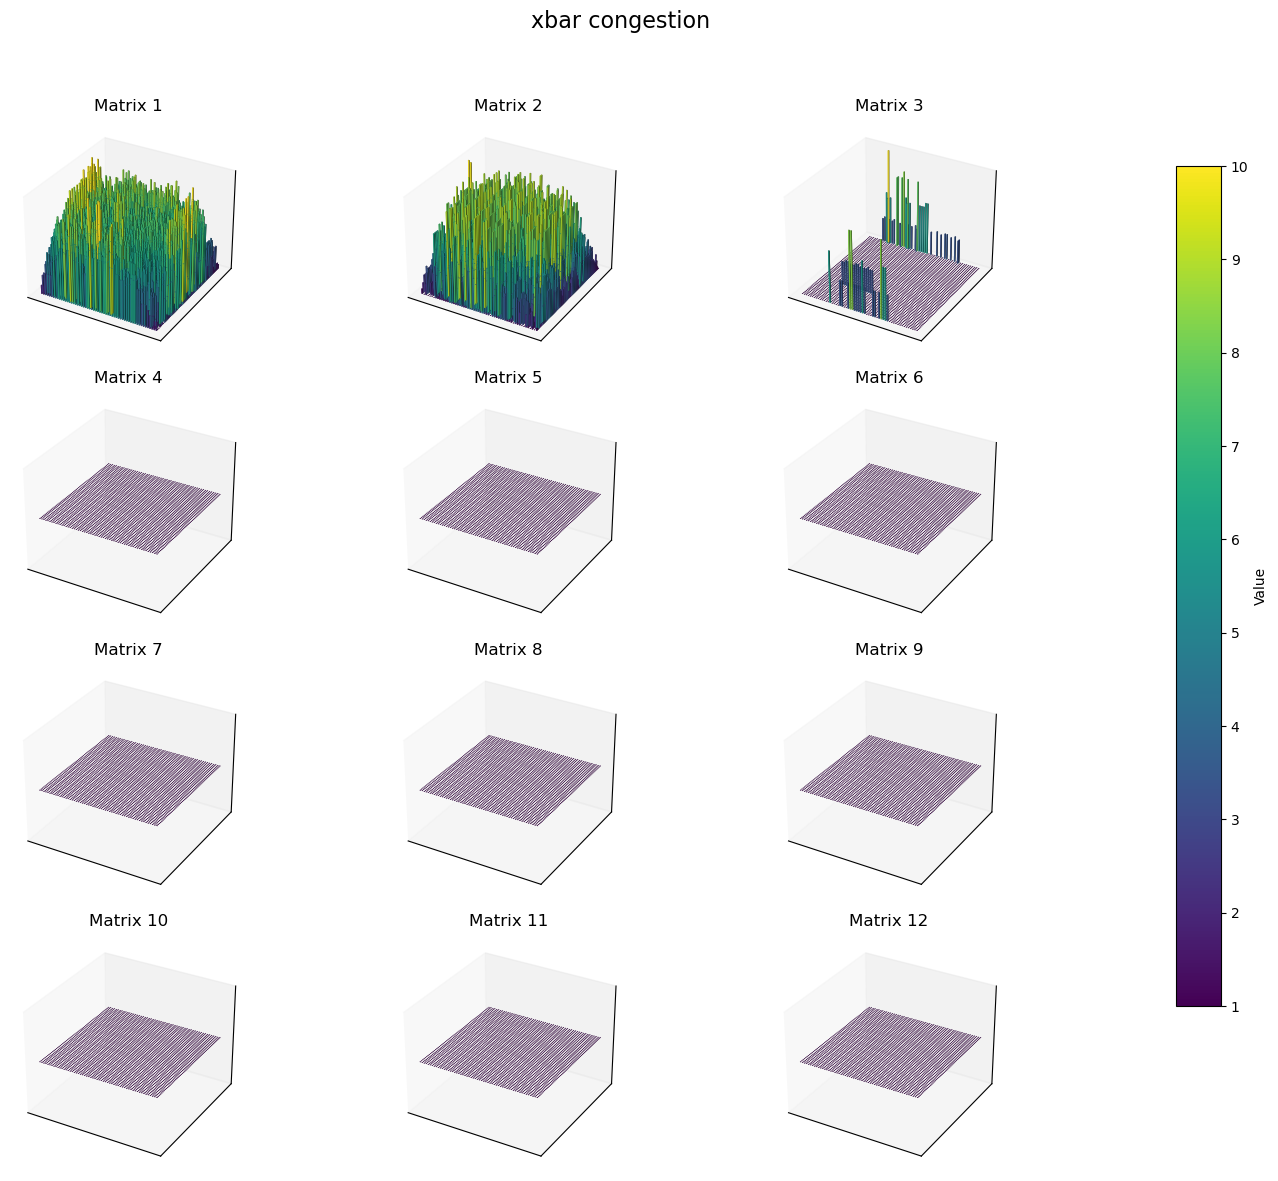 xbar congestion
Matrix 1
Matrix 2
Matrix 3
Matrix 4
Matrix 5
Matrix 6
Matrix 7
Matrix 8
Matrix 9
Matrix 10
Matrix 11
Matrix 12
10
9
8
7
6
5
4
3
2
1
Value